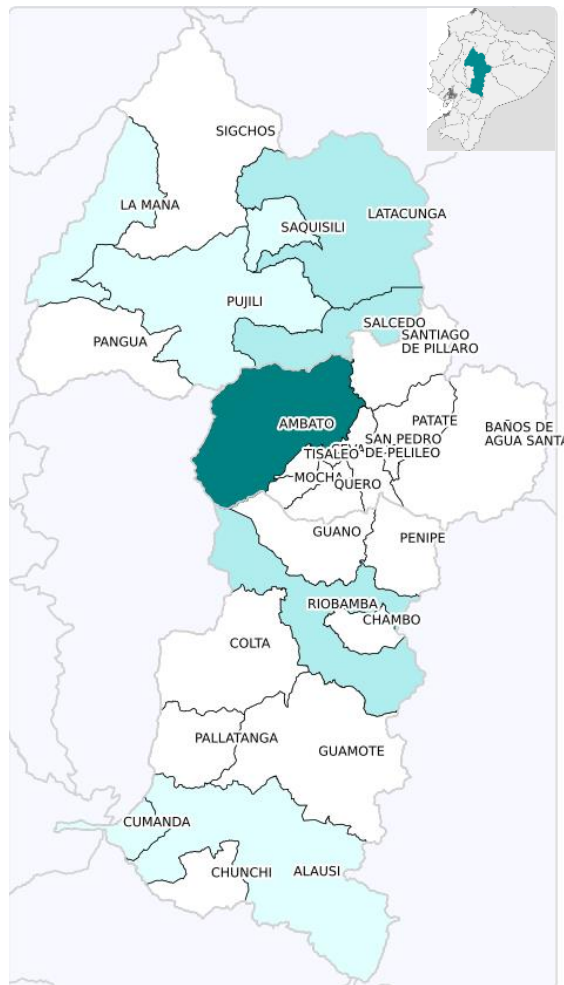 SIGCHOS
LA MANA
LATACUNGA
SAQUISILI
PUJILI
SALCEDO
SANTIAGO
DE PILLARO
PANGUA
PATATE
AMBATO
BAÑOS DE
AGUA SANTA
SAN PEDRO
DE PELILEO
TISALEO
MOCHA
QUERO
GUANO
PENIPE
RIOBAMBA
CHAMBO
COLTA
PALLATANGA
GUAMOTE
CUMANDA
CHUNCHI
ALAUSI